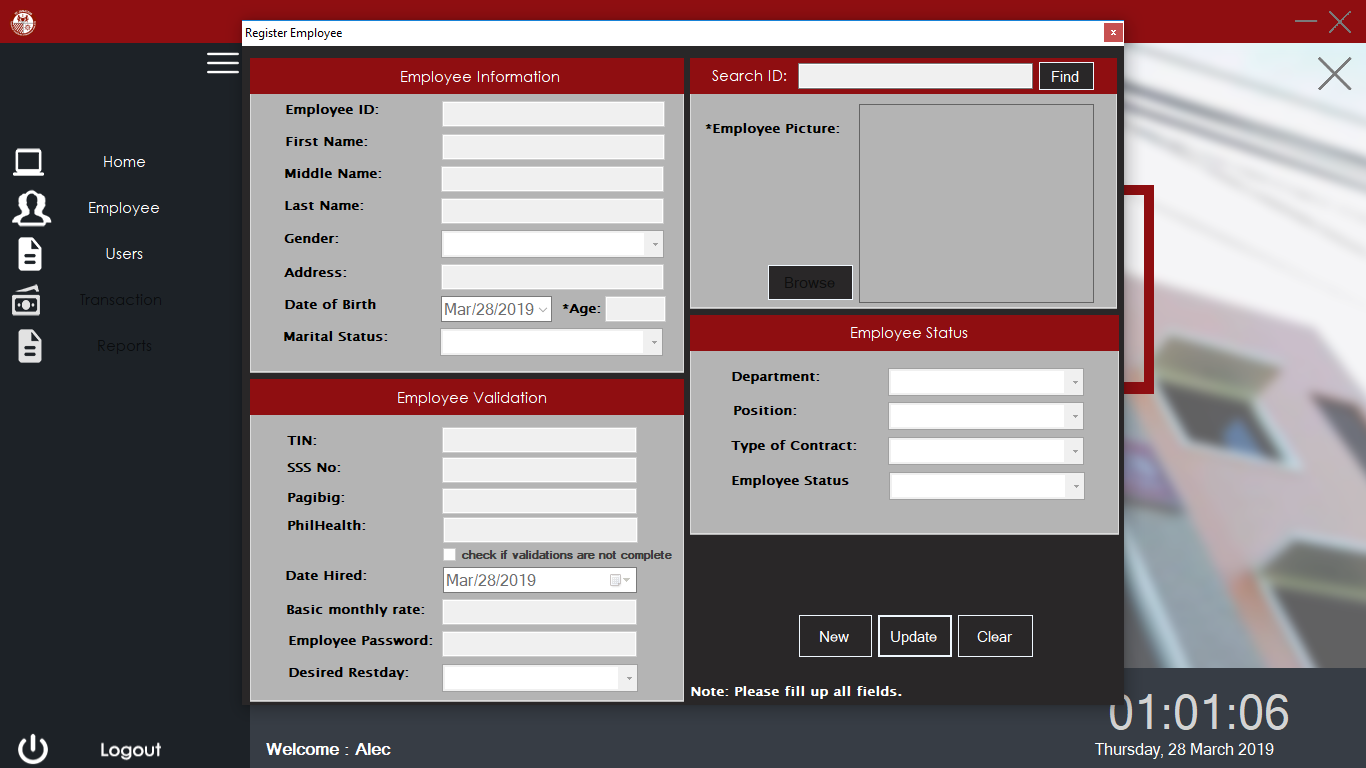 Register Employee
x
Employee Information
Employee ID:
First Name:
Middle Name:
Last Name:
Gender:
Address:
Date of Birth
Mar/28/2019
*Age:
Marital Status:
Employee Validation
TIN:
SSS No:
Pagibig:
PhilHealth:
check if validations are not complete
Date Hired:
Mar/28/2019
Basic monthly rate:
Employee Password:
Desired Restday:
Search ID:
Find
*Employee Picture:
Browse
Employee Status
Department:
Position:
Type of Contract:
Employee Status
New
Update
Clear
Note: Please fill up all fields.
Home
Employee
Users
Transaction
Reports
Logout
Welcome : Alec
01:01:06
Thursday, 28 March 2019